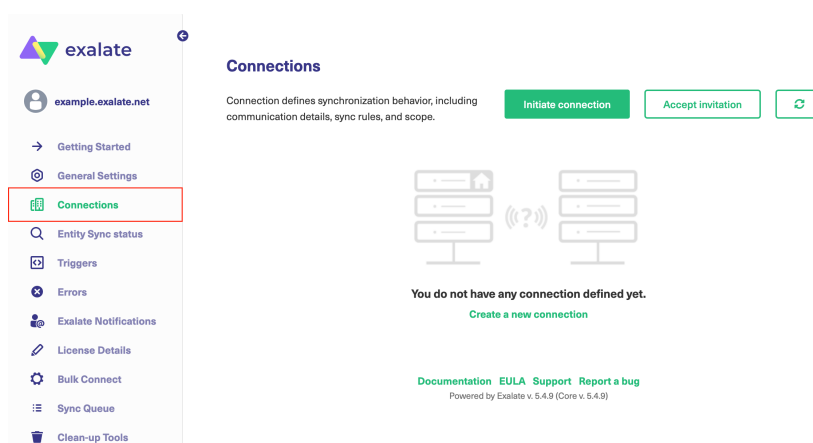 exalate
example.exalate.net
Getting Started
General Settings
Connections
Entity Sync status
Triggers
Errors
Exalate Notifications
License Details
Bulk Connect
Sync Queue
Clean-up Tools
Connections
Connection defines synchronization behavior, including
communication details, sync rules, and scope.
Initiate connection
Accept invitation
((?))
You do not have any connection defined yet.
Create a new connection
Documentation EULA Support Report a bug
Powered by Exalate v. 5.4.9 (Core v. 5.4.9)